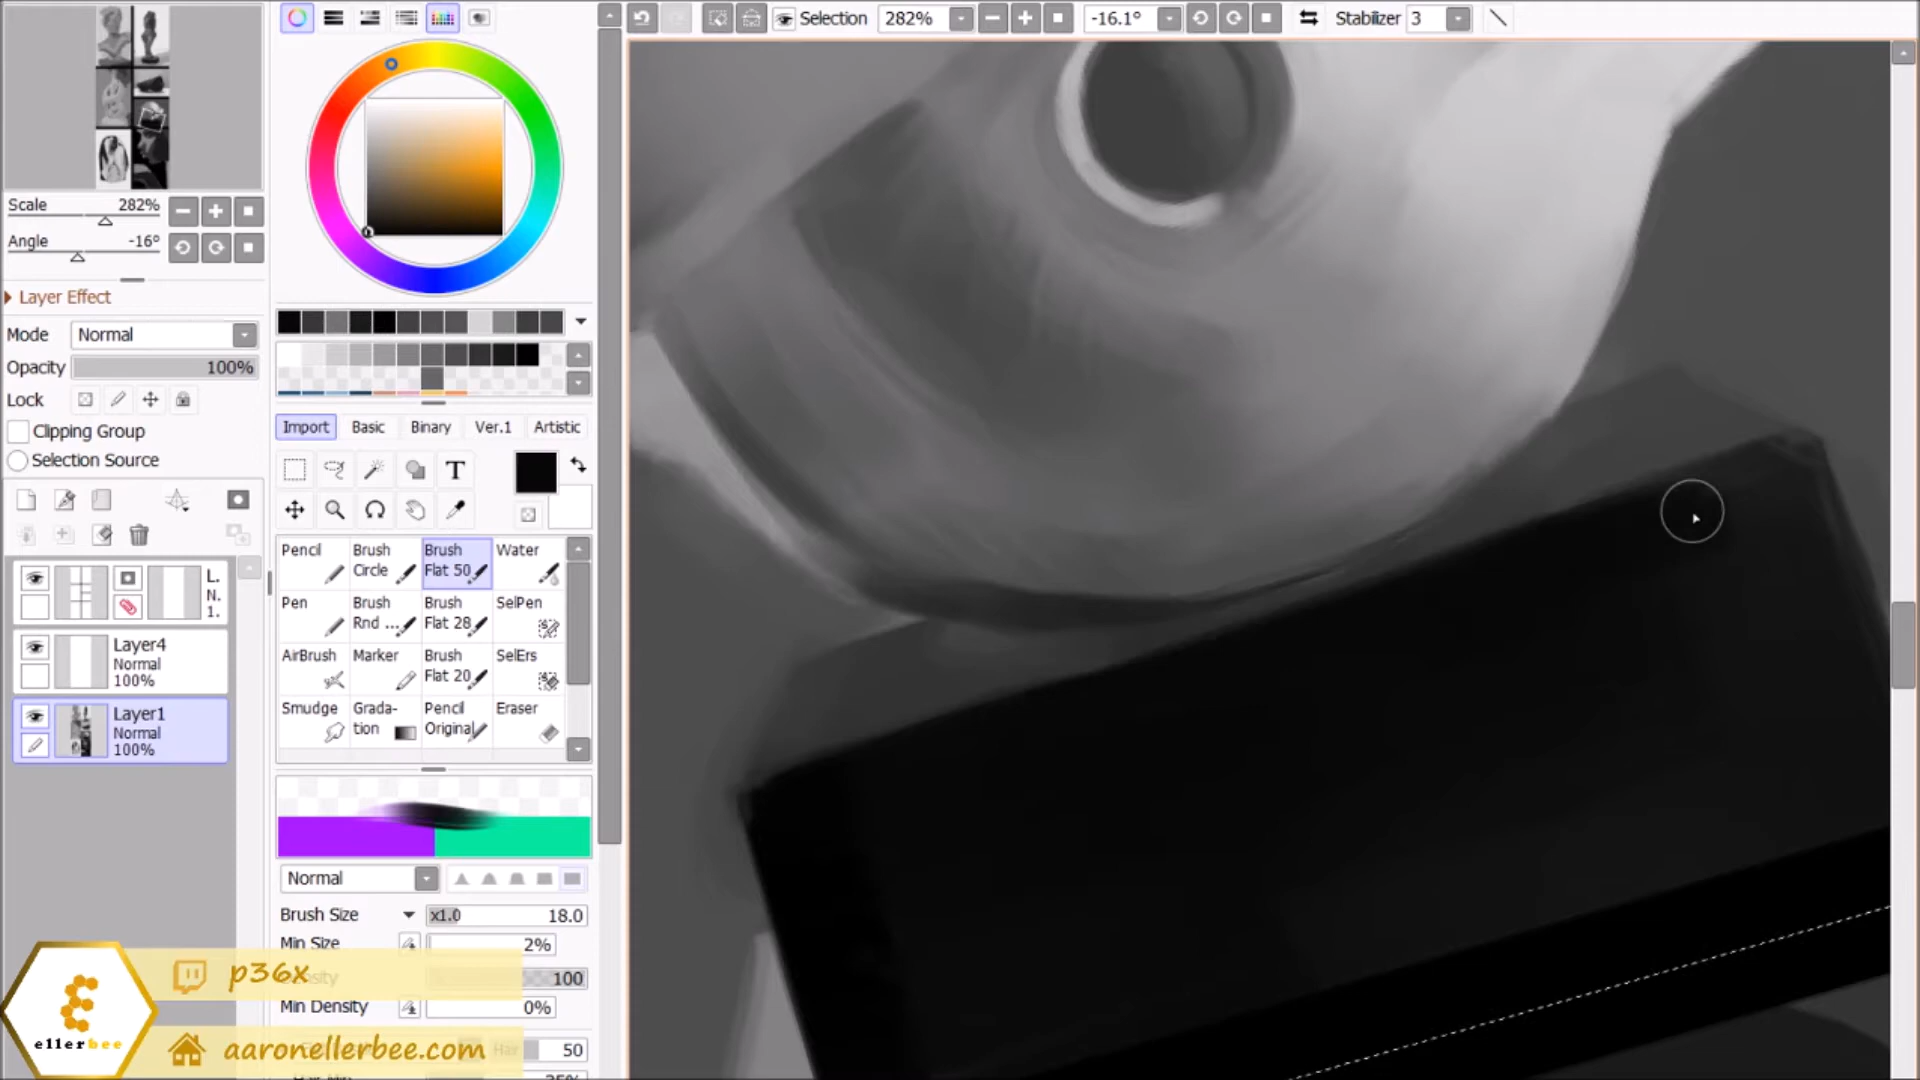 Selection 282% -16.1° Stabilizer 3
Scale 282%
Angle -16°
Layer Effect
Mode Normal
Opacity 100%
Lock
Clipping Group
Selection Source
L.
N.
1.
Layer4
Normal
100%
Layer1
Normal
100%
Import Basic Binary Ver.1 Artistic
T
Pencil Brush Circle Brush Flat 50 Water
Pen Brush Rnd ... Brush Flat 28 SelPen
AirBrush Marker Brush Flat 20 SelErs
Smudge Grada-tion Pencil Original Eraser
Normal
Brush Size x1.0 18.0
Min Size 2%
100
Min Density 0%
Hair 50
35%
p36x
ellerbee
aaronellerbee.com